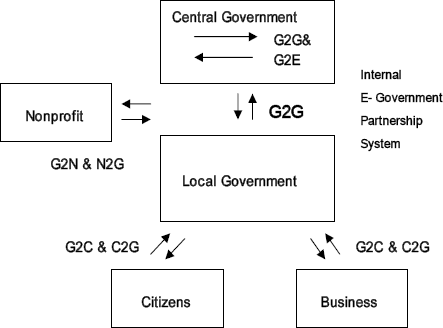 Central Government
G2G&
G2E
Internal
E- Government
Partnership
System
Nonprofit
G2G
G2N & N2G
Local Government
G2C & C2G
G2C & C2G
Citizens
Business